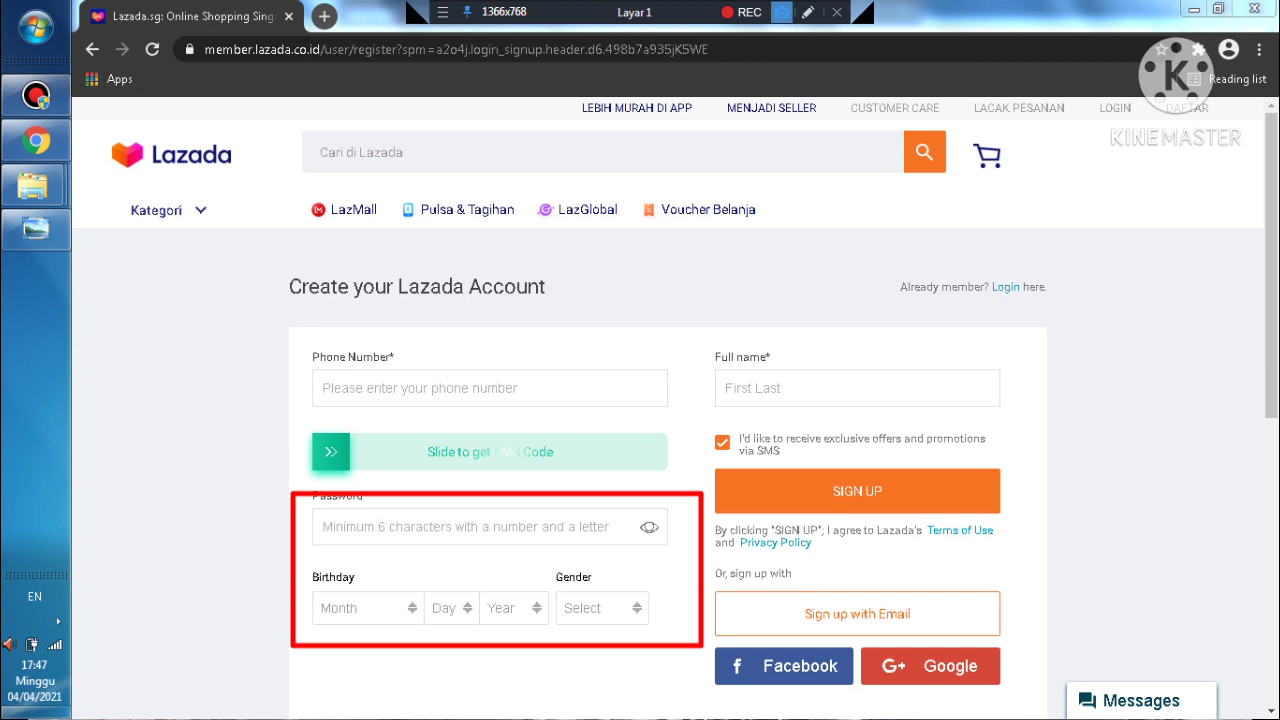 1366x768
Layar 1
REC
Lazada.sg: Online Shopping Sing
member.lazada.co.id/user/register?spm=a2o4j.login_signup.header.d6.498b7a935jK5WE
Apps
Reading list
K
KINEMASTER
LEBIH MURAH DI APP
MENJADI SELLER
CUSTOMER CARE
LACAK PESANAN
LOGIN
DAFTAR
Lazada
Cari di Lazada
Kategori
LazMall
Pulsa & Tagihan
LazGlobal
Voucher Belanja
Create your Lazada Account
Already member? Login here.
Phone Number*
Please enter your phone number
Slide to get SMS Code
Password*
Minimum 6 characters with a number and a letter
Birthday
Month
Day
Year
Gender
Select
Full name*
First Last
I'd like to receive exclusive offers and promotions
via SMS
SIGN UP
By clicking "SIGN UP", I agree to Lazada's Terms of Use
and Privacy Policy
Or, sign up with
Sign up with Email
f Facebook
G+ Google
Messages
EN
17:47
Minggu
04/04/2021